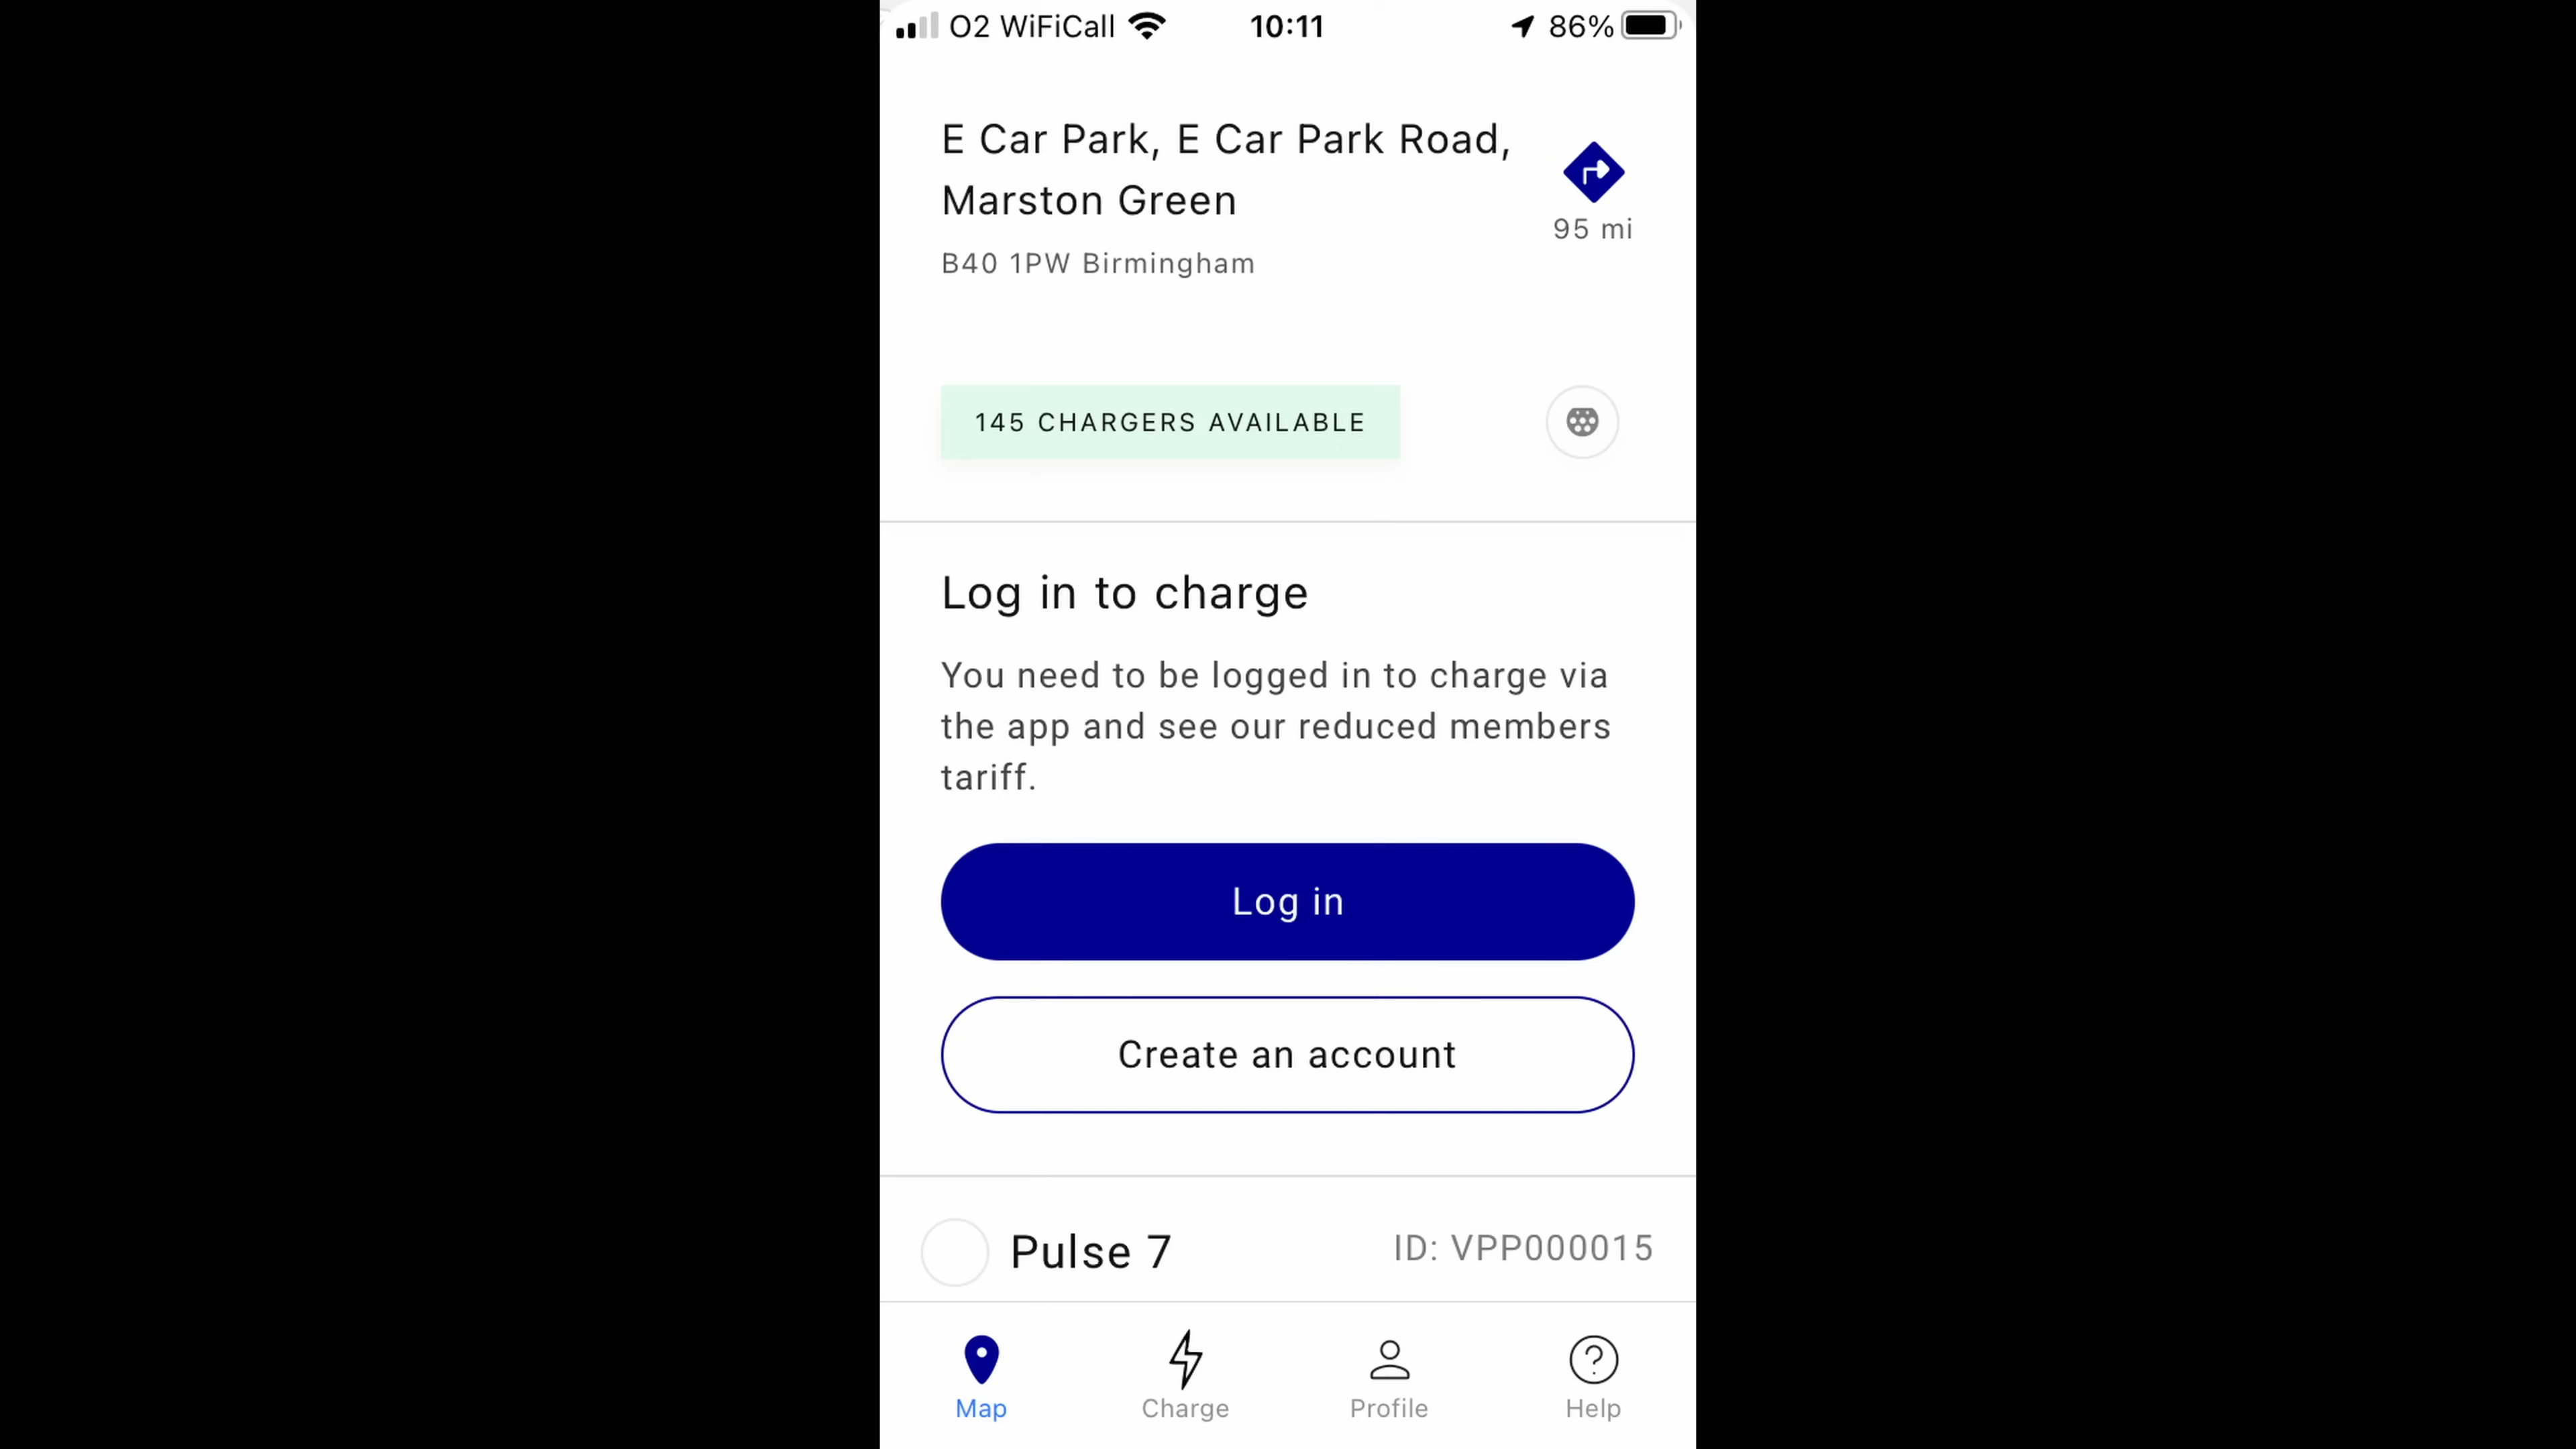 O2 WiFiCall 10:11 86%
E Car Park, E Car Park Road,
Marston Green
95 mi
B40 1PW Birmingham
145 CHARGERS AVAILABLE
Log in to charge
You need to be logged in to charge via
the app and see our reduced members
tariff.
Log in
Create an account
Pulse 7 ID: VPP000015
Map Charge Profile Help